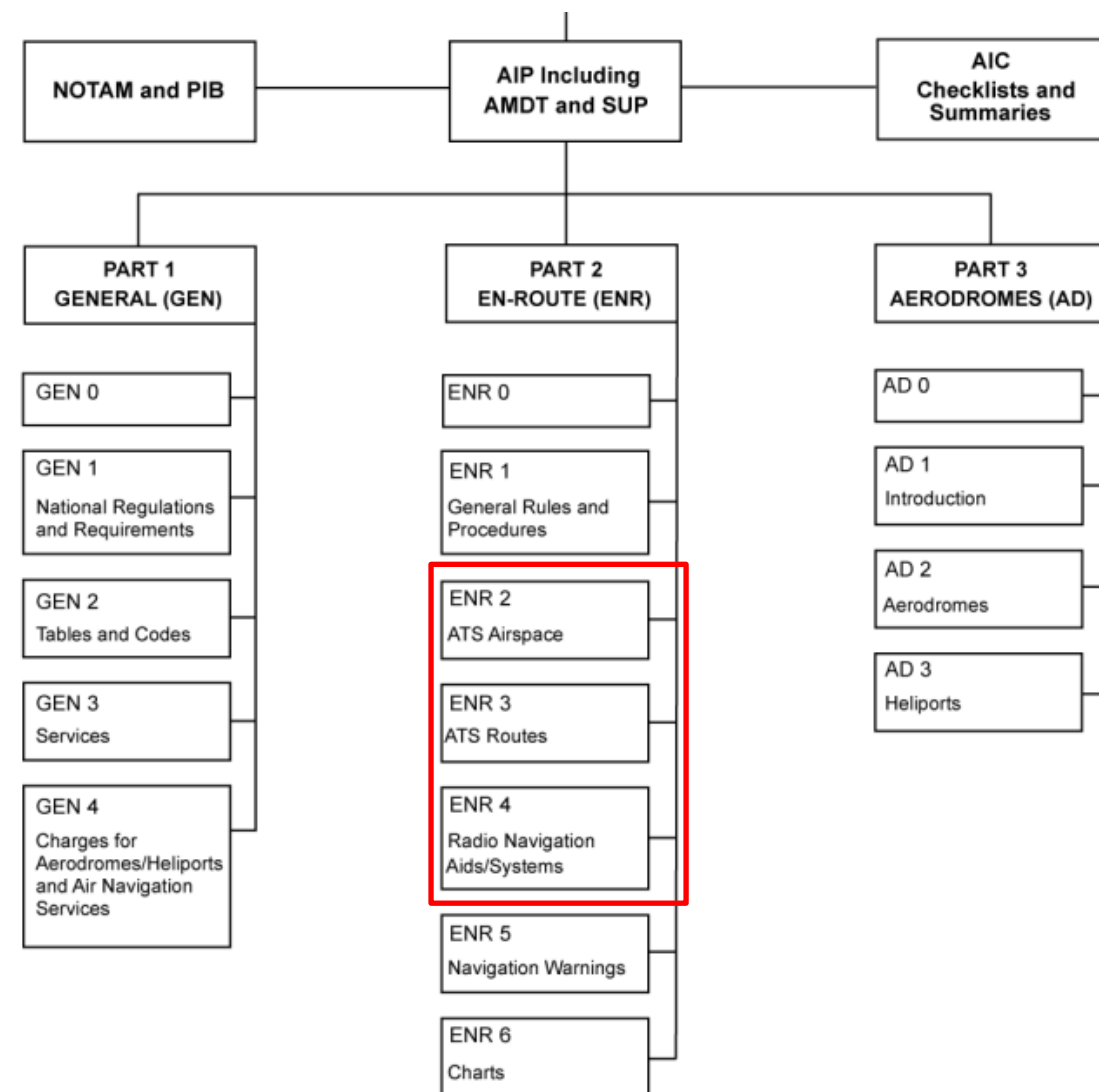 NOTAM and PIB
AIP Including
AMDT and SUP
AIC
Checklists and
Summaries
PART 1
GENERAL (GEN)
PART 2
EN-ROUTE (ENR)
PART 3
AERODROMES (AD)
GEN 0
GEN 1
National Regulations
and Requirements
GEN 2
Tables and Codes
GEN 3
Services
GEN 4
Charges for
Aerodromes/Heliports
and Air Navigation
Services
ENR 0
ENR 1
General Rules and
Procedures
ENR 2
ATS Airspace
ENR 3
ATS Routes
ENR 4
Radio Navigation
Aids/Systems
ENR 5
Navigation Warnings
ENR 6
Charts
AD 0
AD 1
Introduction
AD 2
Aerodromes
AD 3
Heliports